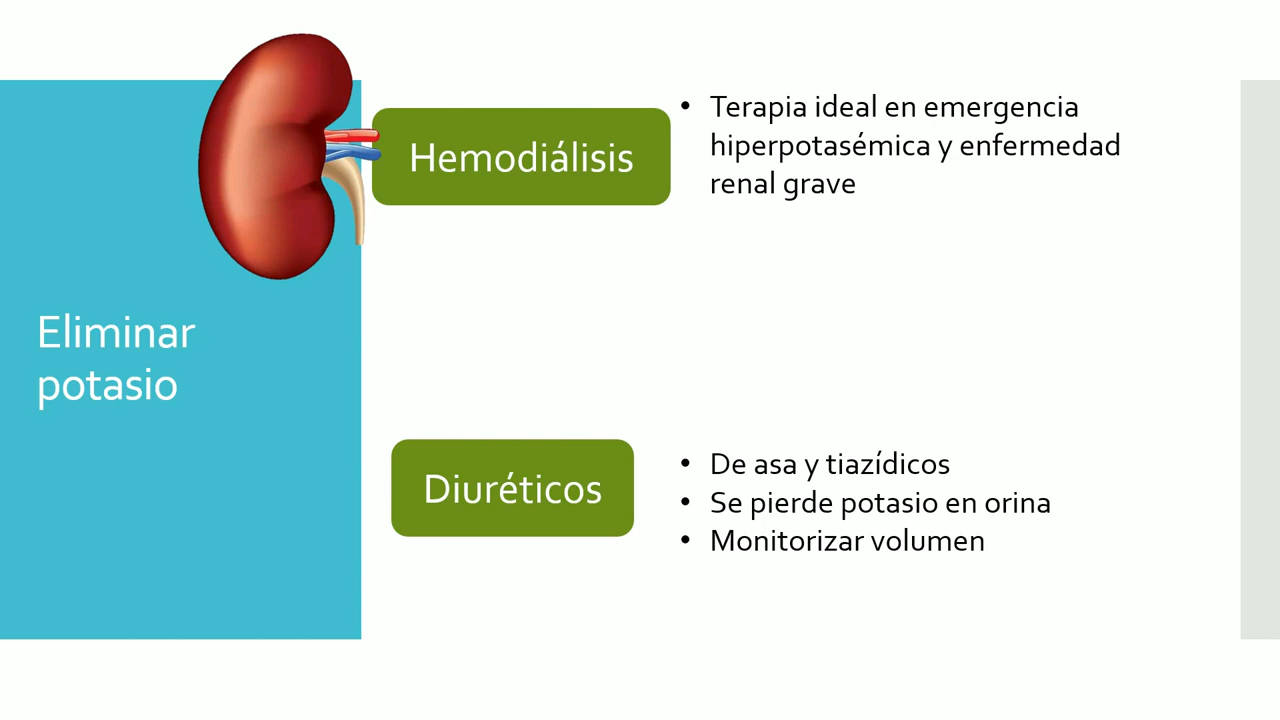 Eliminar
potasio
Hemodiálisis
• Terapia ideal en emergencia
hiperpotasémica y enfermedad
renal grave
Diuréticos
• De asa y tiazídicos
• Se pierde potasio en orina
• Monitorizar volumen